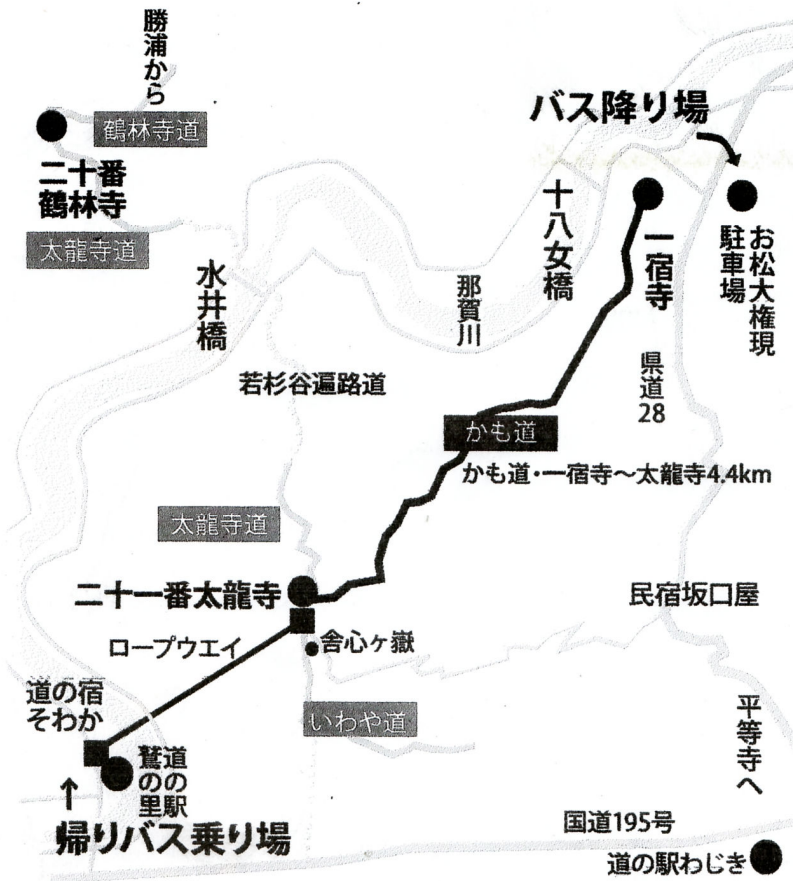 勝浦から
鶴林寺道
二十番
鶴林寺
太龍寺道
水井橋
バス降り場
十八女橋
一宿寺
お松大権現
駐車場
那賀川
県道28
若杉谷遍路道
かも道
かも道・一宿寺〜太龍寺4.4km
太龍寺道
二十一番太龍寺
民宿坂口屋
ロープウエイ
舎心ヶ嶽
道の宿
そわか
いわや道
道の駅
鷲の里
平等寺へ
帰りバス乗り場
国道195号
道の駅わじき